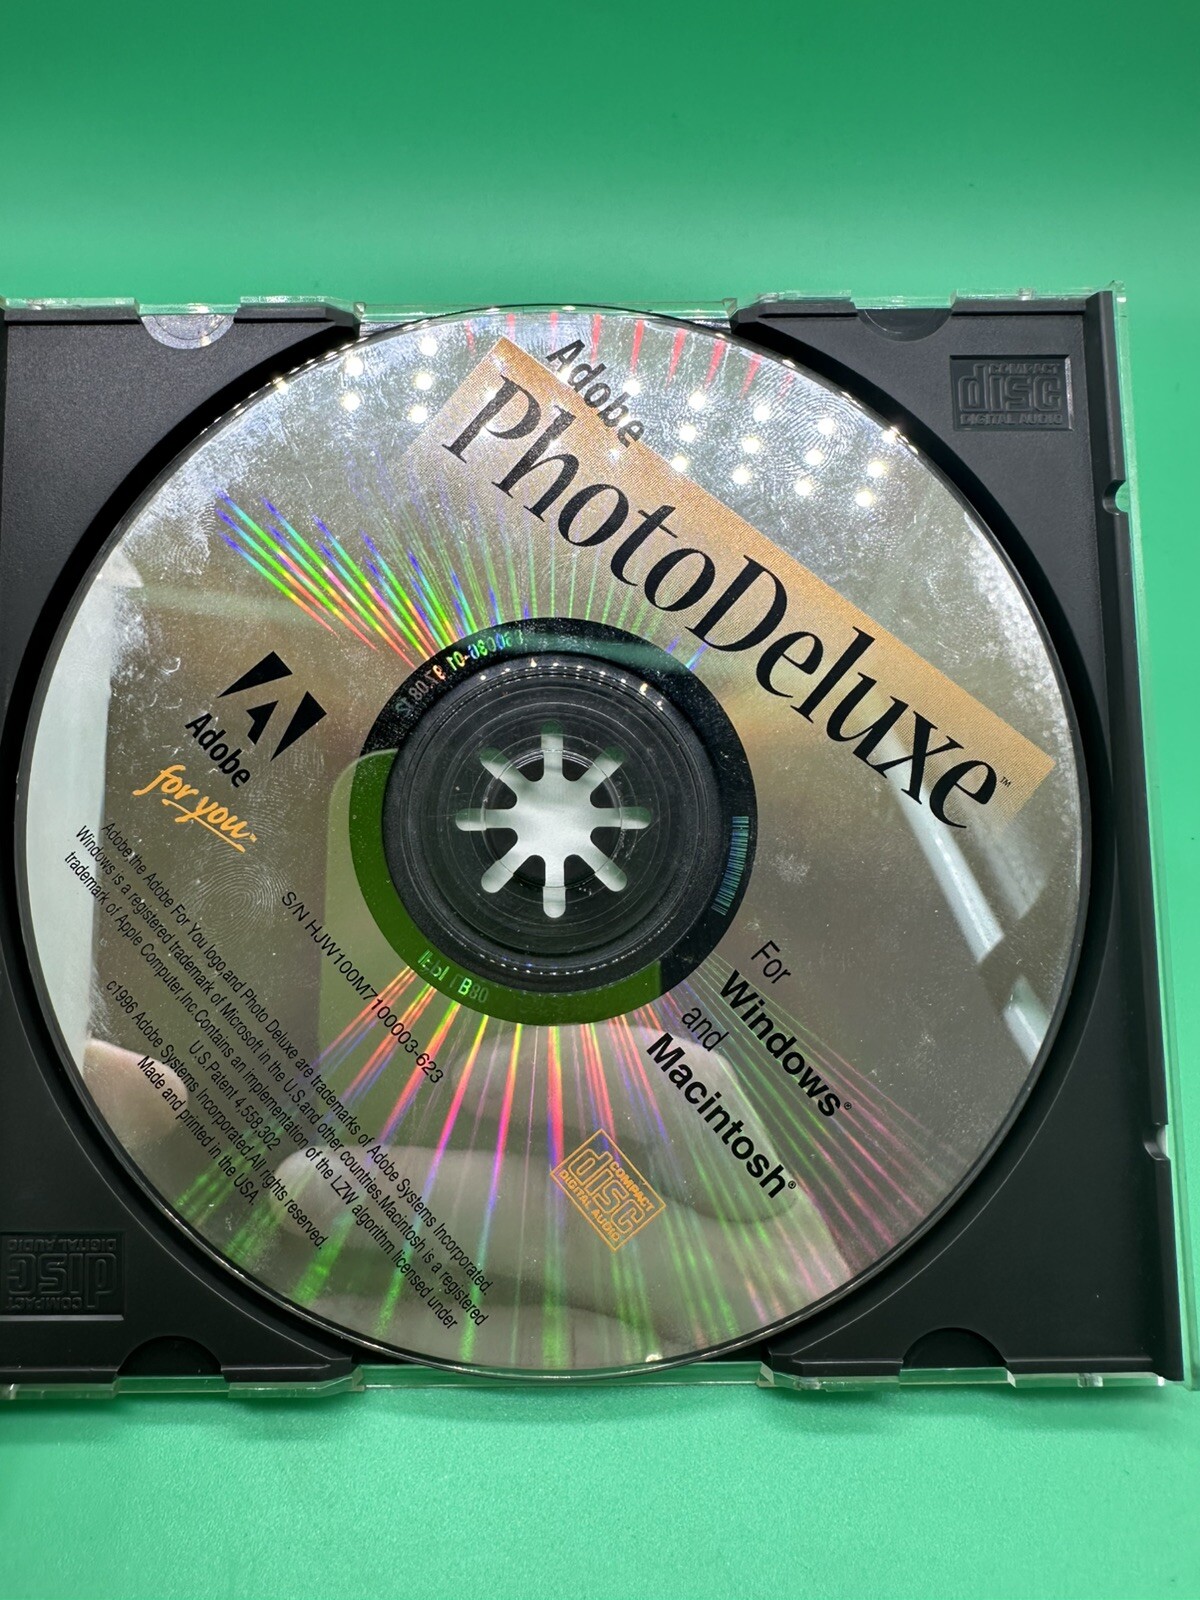 Adobe
PhotoDeluxe™
Adobe
for you™
For
Windows®
and
Macintosh®
S/N HJW100M7100003-623
Adobe,the Adobe For You logo,and Photo Deluxe are trademarks of Adobe Systems Incorporated.
Windows is a registered trademark of Microsoft in the U.S.and other countries.Macintosh is a registered
trademark of Apple Computer,Inc.Contains an implementation of the LZW algorithm licensed under
U.S.Patent 4,558,302
c1996 Adobe Systems Incorporated.All rights reserved.
Made and printed in the USA.
COMPACT
disc
DIGITAL AUDIO
COMPACT
disc
DIGITAL AUDIO
COMPACT
disc
DIGITAL AUDIO